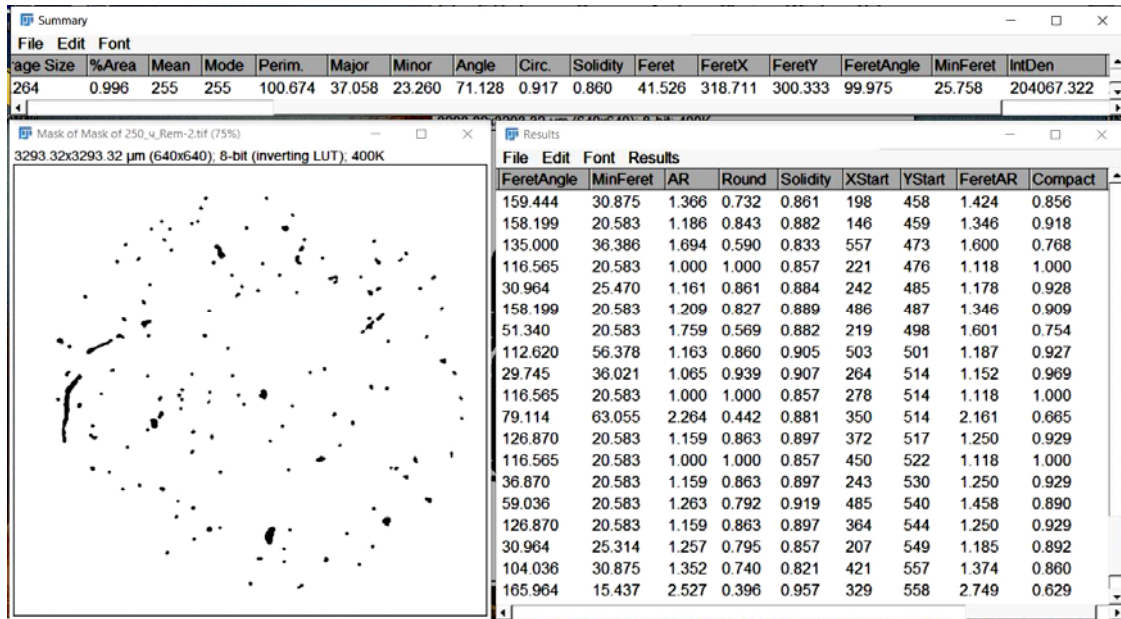 Summary
File Edit Font
rage Size %Area Mean Mode Perim. Major Minor Angle Circ. Solidity Feret FeretX FeretY FeretAngle MinFeret IntDen
264 0.996 255 255 100.674 37.058 23.260 71.128 0.917 0.860 41.526 318.711 300.333 99.975 25.758 204067.322
Mask of Mask of 250_ч_Rem-2.tif (75%)
3293.32x3293.32 µm (640x640); 8-bit (inverting LUT); 400K
Results
File Edit Font Results
FeretAngle MinFeret AR Round Solidity XStart YStart FeretAR Compact
159.444 30.875 1.366 0.732 0.861 198 458 1.424 0.856
158.199 20.583 1.186 0.843 0.882 146 459 1.346 0.918
135.000 36.386 1.694 0.590 0.833 557 473 1.600 0.768
116.565 20.583 1.000 1.000 0.857 221 476 1.118 1.000
30.964 25.470 1.161 0.861 0.884 242 485 1.178 0.928
158.199 20.583 1.209 0.827 0.889 486 487 1.346 0.909
51.340 20.583 1.759 0.569 0.882 219 498 1.601 0.754
112.620 56.378 1.163 0.860 0.905 503 501 1.187 0.927
29.745 36.021 1.065 0.939 0.907 264 514 1.152 0.969
116.565 20.583 1.000 1.000 0.857 278 514 1.118 1.000
79.114 63.055 2.264 0.442 0.881 350 514 2.161 0.665
126.870 20.583 1.159 0.863 0.897 372 517 1.250 0.929
116.565 20.583 1.000 1.000 0.857 450 522 1.118 1.000
36.870 20.583 1.159 0.863 0.897 243 530 1.250 0.929
59.036 20.583 1.263 0.792 0.919 485 540 1.458 0.890
126.870 20.583 1.159 0.863 0.897 364 544 1.250 0.929
30.964 25.314 1.257 0.795 0.857 207 549 1.185 0.892
104.036 30.875 1.352 0.740 0.821 421 557 1.374 0.860
165.964 15.437 2.527 0.396 0.957 329 558 2.749 0.629